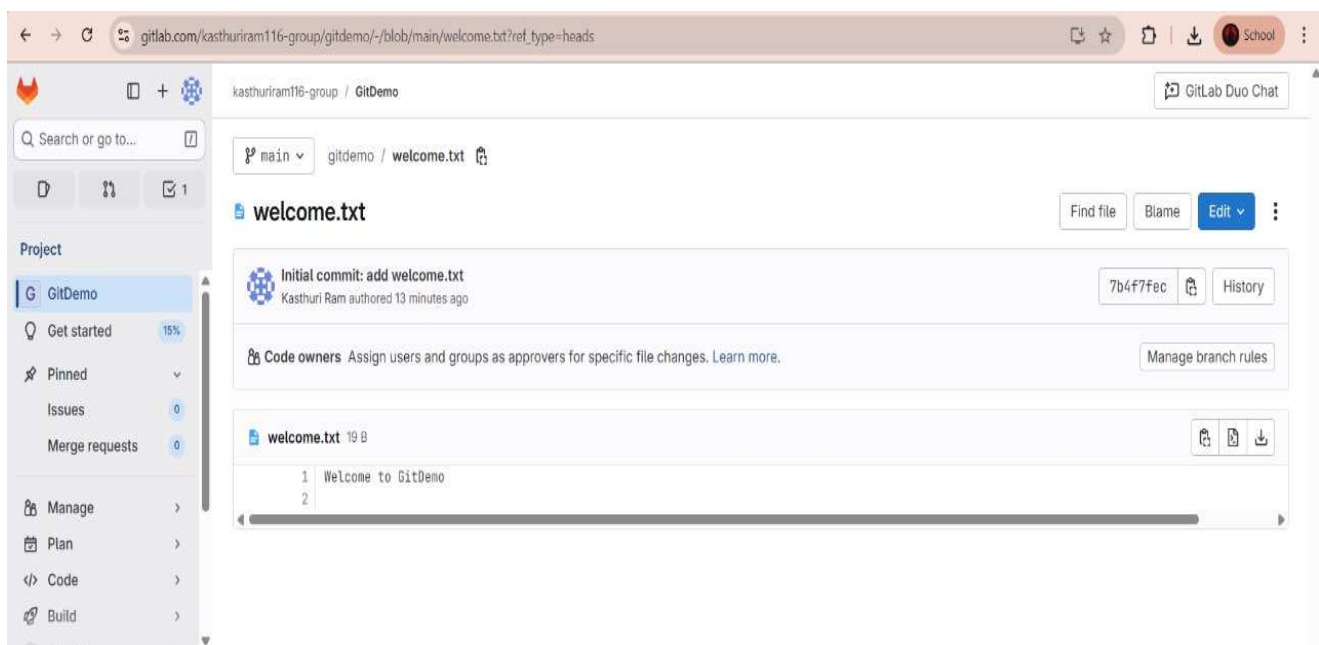 gitlab.com/kasthuriram116-group/gitdemo/-/blob/main/welcome.txt?ref_type=heads
School
kasthuriram116-group / GitDemo
GitLab Duo Chat
Search or go to...
/
1
main
gitdemo / welcome.txt
welcome.txt
Find file
Blame
Edit
Project
G GitDemo
Get started 15%
Pinned
Issues 0
Merge requests 0
Manage
Plan
Code
Build
Initial commit: add welcome.txt
Kasthuri Ram authored 13 minutes ago
7b4f7fec
History
Code owners Assign users and groups as approvers for specific file changes. Learn more.
Manage branch rules
welcome.txt 19 B
1 Welcome to GitDemo
2